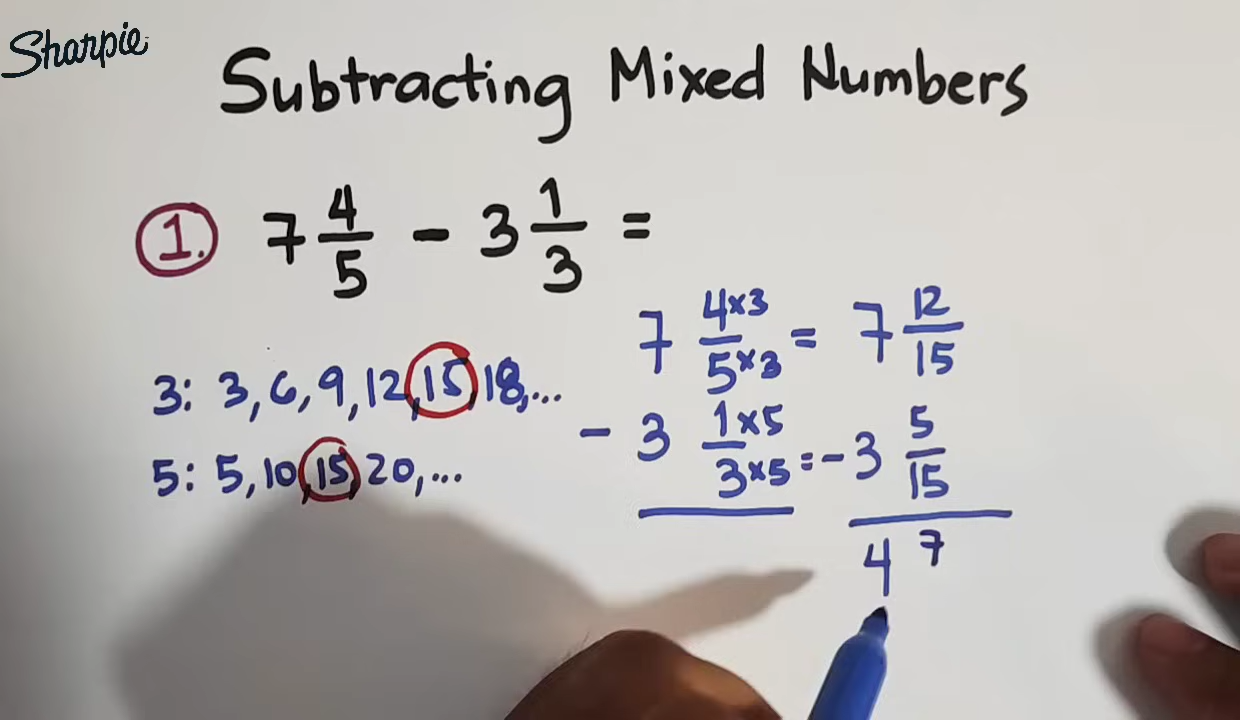 Sharpie
Subtracting Mixed Numbers
1. 7 4/5 - 3 1/3 =
3: 3, 6, 9, 12, 15, 18, ...
5: 5, 10, 15, 20, ...
7 4×3/5×3 = 7 12/15
- 3 1×5/3×5 = - 3 5/15
4 7